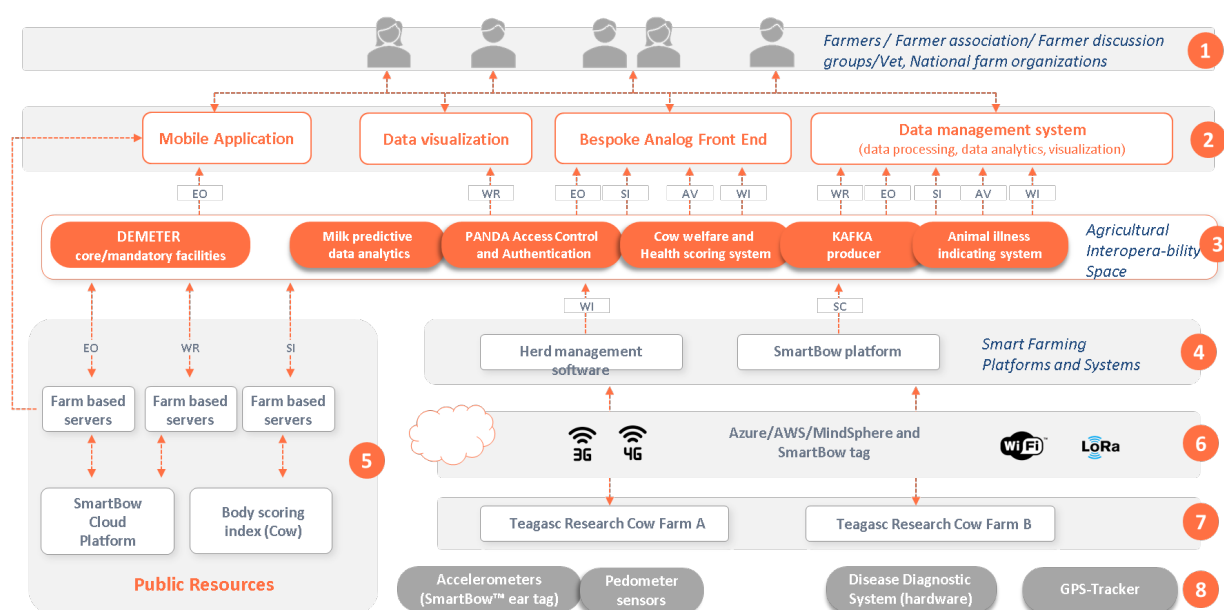 Farmers / Farmer association/ Farmer discussion
groups/Vet, National farm organizations
1
Mobile Application
Data visualization
Bespoke Analog Front End
Data management system
(data processing, data analytics, visualization)
2
EO
WR
EO
SI
AV
WI
WR
EO
SI
AV
WI
DEMETER
core/mandatory facilities
Milk predictive
data analytics
PANDA Access Control
and Authentication
Cow welfare and
Health scoring system
KAFKA
producer
Animal illness
indicating system
Agricultural
Interopera-bility
Space
3
WI
SC
EO
WR
SI
Herd management
software
SmartBow platform
Smart Farming
Platforms and Systems
4
Farm based
servers
Farm based
servers
Farm based
servers
5
3G
4G
Azure/AWS/MindSphere and
SmartBow tag
WiFi™
LoRa
6
SmartBow
Cloud
Platform
Body scoring
index (Cow)
Public Resources
Teagasc Research Cow Farm A
Teagasc Research Cow Farm B
7
Accelerometers
(SmartBow™ ear tag)
Pedometer
sensors
Disease Diagnostic
System (hardware)
GPS-Tracker
8